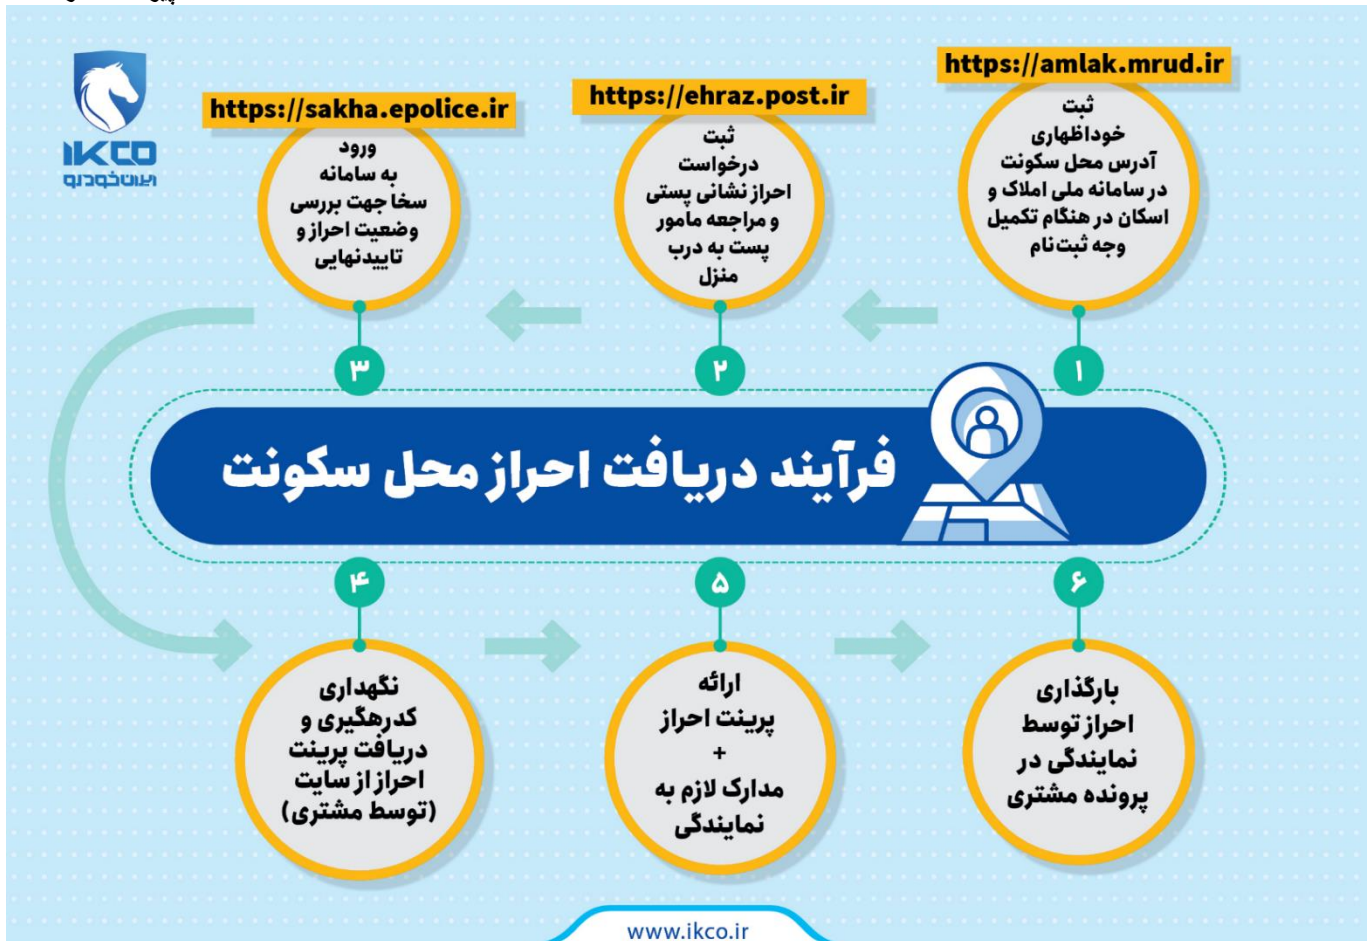 IKCO
ایران‌خودرو
https://amlak.mrud.ir
ثبت
خوداظهاری
آدرس محل سکونت
در سامانه ملی املاک و
اسکان در هنگام تکمیل
وجه ثبت‌نام
۱
https://ehraz.post.ir
ثبت
درخواست
احراز نشانی پستی
و مراجعه مامور
پست به درب
منزل
۲
https://sakha.epolice.ir
ورود
به سامانه
سخا جهت بررسی
وضعیت احراز و
تاییدنهایی
۳
فرآیند دریافت احراز محل سکونت
۴
نگهداری
کدرهگیری و
دریافت پرینت
احراز از سایت
(توسط مشتری)
۵
ارائه
پرینت احراز
+
مدارک لازم به
نمایندگی
۶
بارگذاری
احراز توسط
نمایندگی در
پرونده مشتری
www.ikco.ir